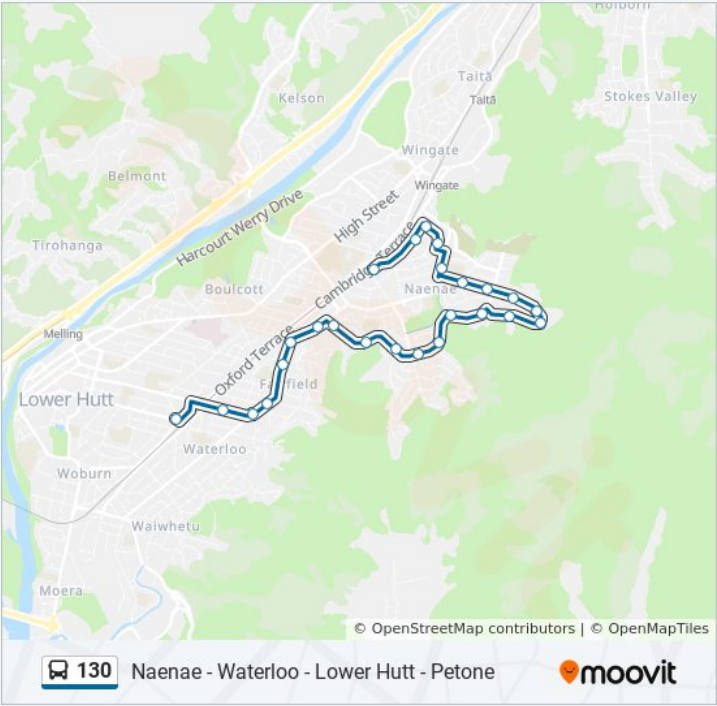 Holborn
Taitā
Kelson
Taitā
Stokes Valley
Wingate
Belmont
Wingate
High Street
Harcourt Werry Drive
Tirohanga
Cambridge Terrace
Boulcott
Naenae
Melling
Oxford Terrace
Fairfield
Lower Hutt
Waterloo
Woburn
Waiwhetu
Moera
© OpenStreetMap contributors | © OpenMapTiles
130 Naenae - Waterloo - Lower Hutt - Petone
moovit